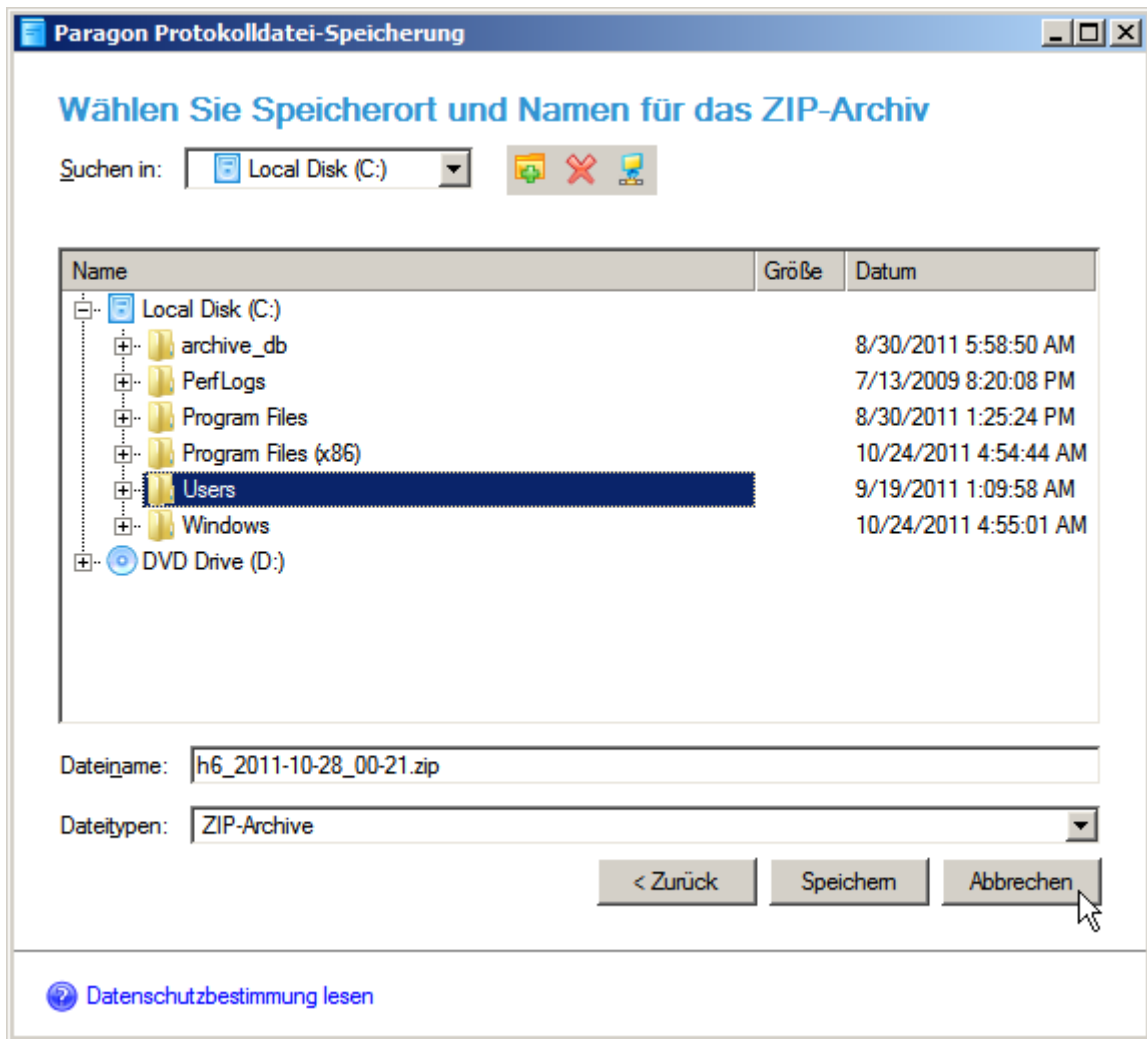 Paragon Protokolldatei-Speicherung
Wählen Sie Speicherort und Namen für das ZIP-Archiv
Suchen in: Local Disk (C:)
Name Größe Datum
Local Disk (C:)
archive_db 8/30/2011 5:58:50 AM
PerfLogs 7/13/2009 8:20:08 PM
Program Files 8/30/2011 1:25:24 PM
Program Files (x86) 10/24/2011 4:54:44 AM
Users 9/19/2011 1:09:58 AM
Windows 10/24/2011 4:55:01 AM
DVD Drive (D:)
Dateiname: h6_2011-10-28_00-21.zip
Dateitypen: ZIP-Archive
< Zurück Speichern Abbrechen
Datenschutzbestimmung lesen